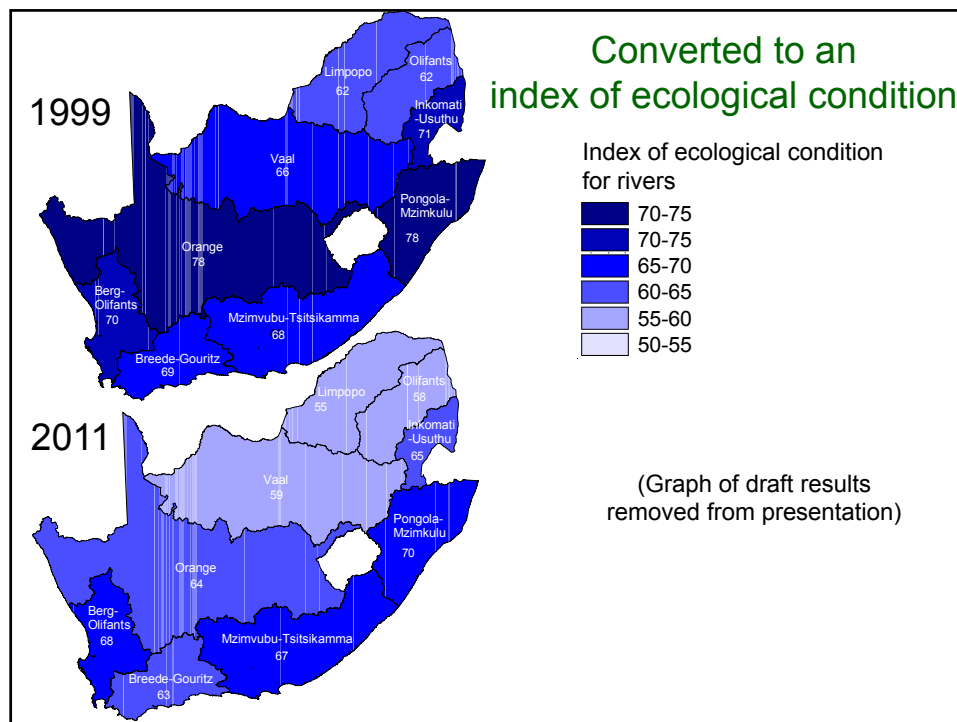 Converted to an
index of ecological condition
1999
Limpopo
62
Olifants
62
Inkomati
-Usuthu
71
Vaal
66
Pongola-
Mzimkulu
78
Orange
78
Berg-
Olifants
70
Mzimvubu-Tsitsikamma
68
Breede-Gouritz
69
Index of ecological condition
for rivers
70-75
70-75
65-70
60-65
55-60
50-55
2011
Limpopo
55
Olifants
58
Inkomati
-Usuthu
65
Vaal
59
Pongola-
Mzimkulu
70
Orange
64
Berg-
Olifants
68
Mzimvubu-Tsitsikamma
67
Breede-Gouritz
63
(Graph of draft results
removed from presentation)